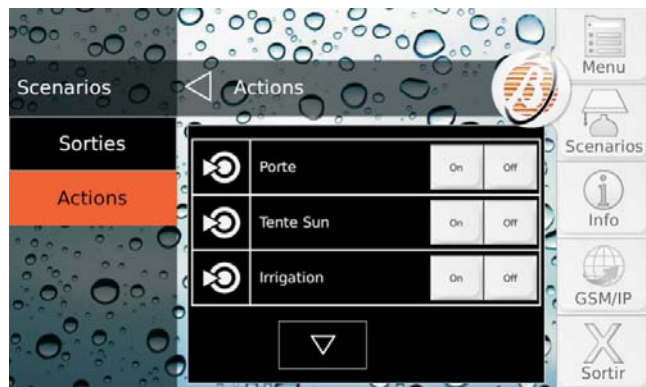 Scenarios
Actions
Menu
Sorties
Scenarios
Actions
Porte
On
Off
Info
Tente Sun
On
Off
Irrigation
On
Off
GSM/IP
Sortir